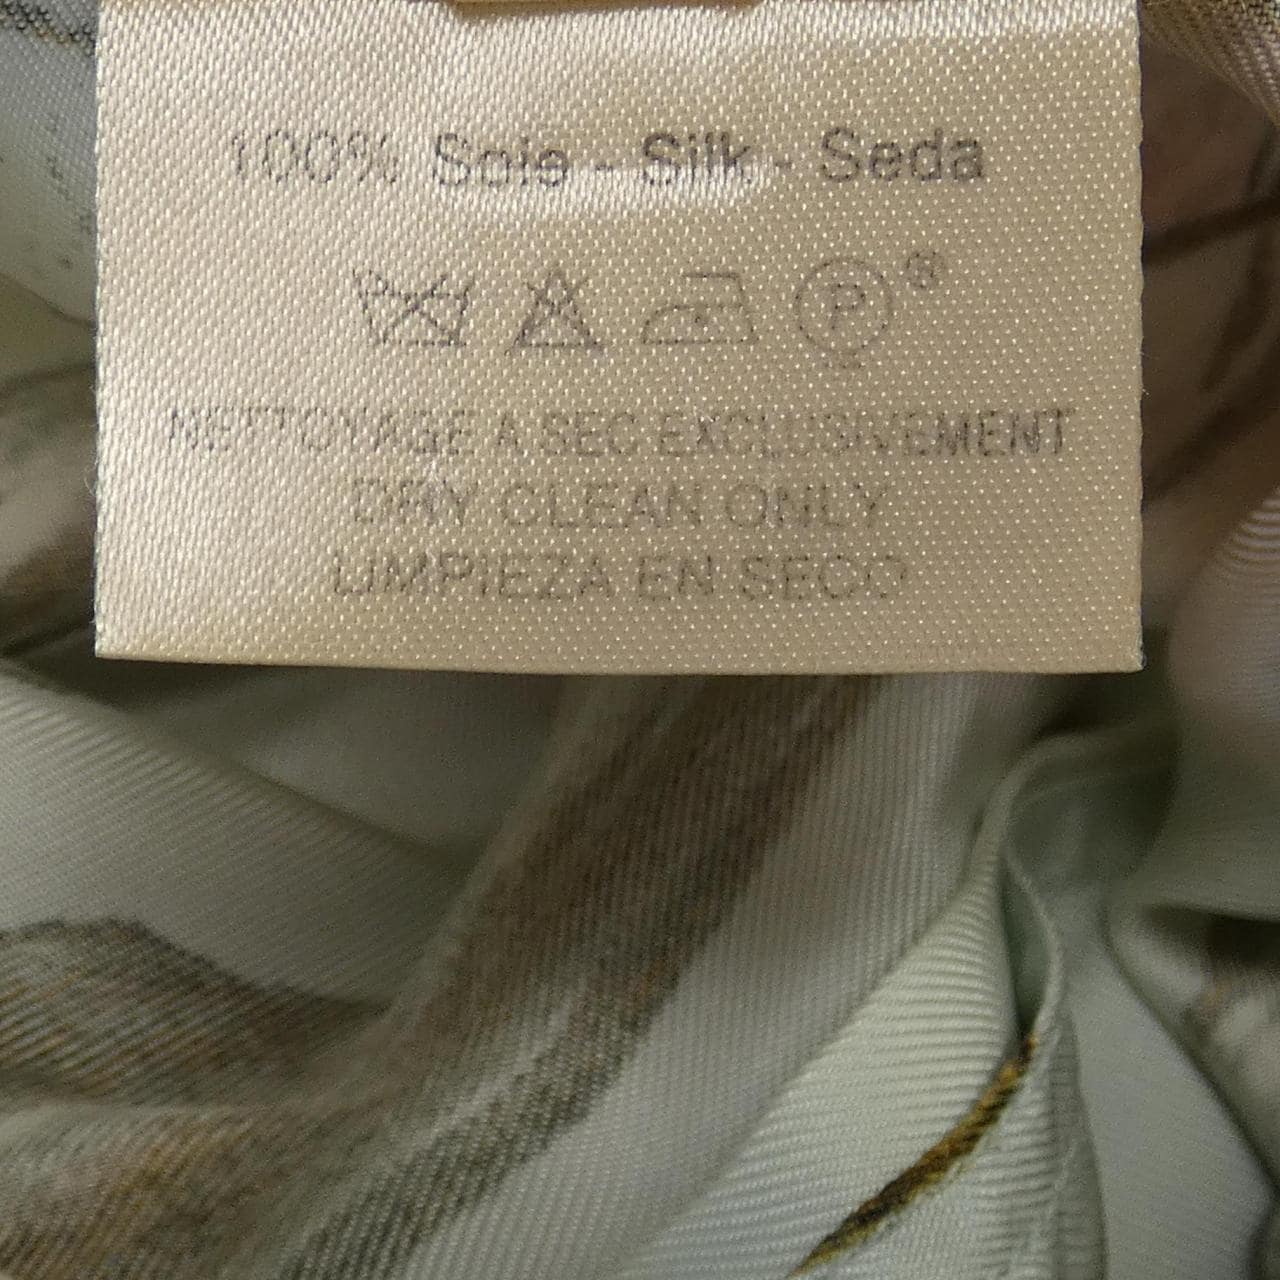 100% Soie - Silk - Seda
P ®
NETTOYAGE A SEC EXCLUSIVEMENT
DRY CLEAN ONLY
LIMPIEZA EN SECO